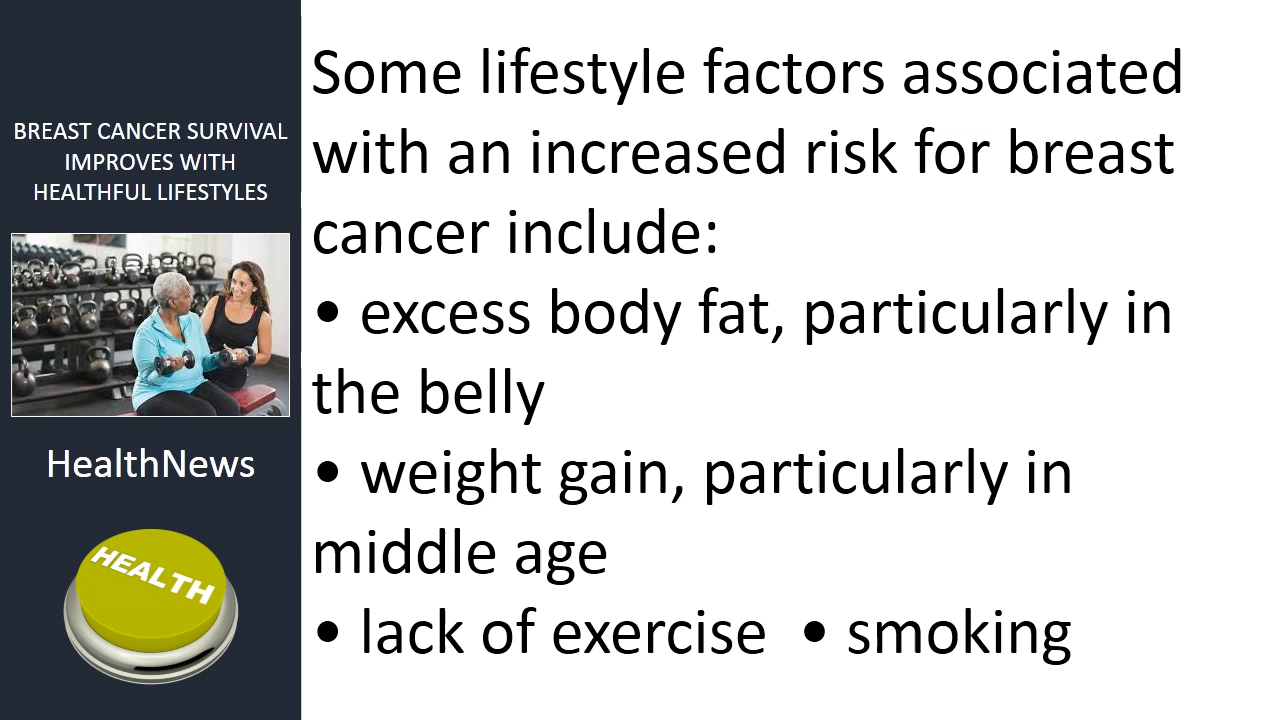 BREAST CANCER SURVIVAL
IMPROVES WITH
HEALTHFUL LIFESTYLES
HealthNews
HEALTH
Some lifestyle factors associated
with an increased risk for breast
cancer include:
• excess body fat, particularly in
the belly
• weight gain, particularly in
middle age
• lack of exercise  • smoking